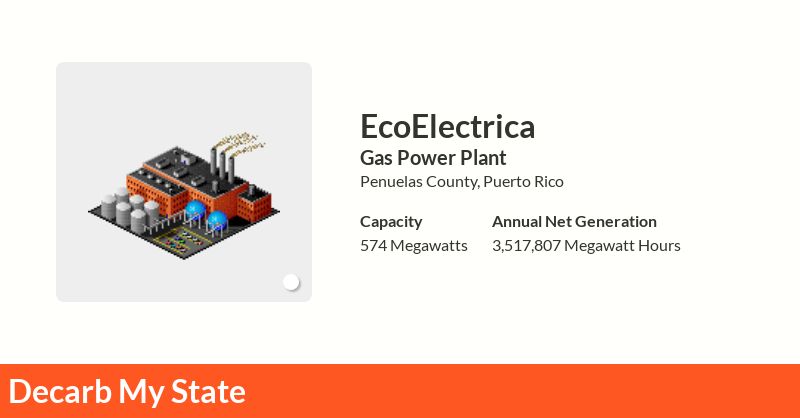 EcoElectrica
Gas Power Plant
Penuelas County, Puerto Rico
Capacity
574 Megawatts
Annual Net Generation
3,517,807 Megawatt Hours
Decarb My State